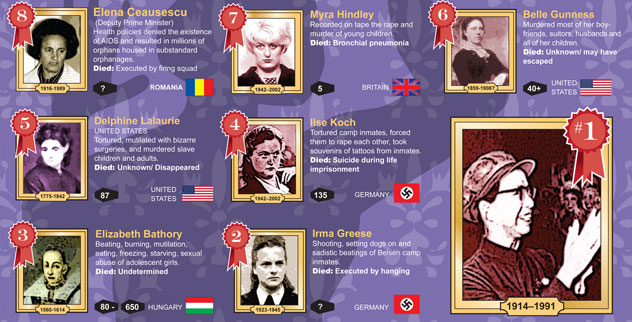 8
Elena Ceausescu
(Deputy Prime Minister)
Health policies denied the existence
of AIDS and resulted in millions of
orphans housed in substandard
orphanages.
Died: Executed by firing squad
1916-1989
?
ROMANIA
7
Myra Hindley
Recorded on tape the rape and
murder of young children.
Died: Bronchial pneumonia
1942-2002
5
BRITAIN
6
Belle Gunness
Murdered most of her boy-
friends, suitors, husbands and
all of her children.
Died: Unknown/ may have
escaped
1859-1908?
40+
UNITED
STATES
5
Delphine Lalaurie
UNITED STATES
Tortured, mutilated with bizarre
surgeries, and murdered slave
children and adults.
Died: Unknown/ Disappeared
1775-1842
87
UNITED
STATES
4
Ilse Koch
Tortured camp inmates, forced
them to rape each other, took
souvenirs of tattoos from inmates.
Died: Suicide during life
imprisonment
1942-2002
135
GERMANY
#1
1914–1991
3
Elizabeth Bathory
Beating, burning, mutilation,
eating, freezing, starving, sexual
abuse of adolescent girls.
Died: Undetermined
1560-1614
80 - 650
HUNGARY
2
Irma Greese
Shooting, setting dogs on and
sadistic beatings of Belsen camp
inmates.
Died: Executed by hanging
1923-1945
?
GERMANY